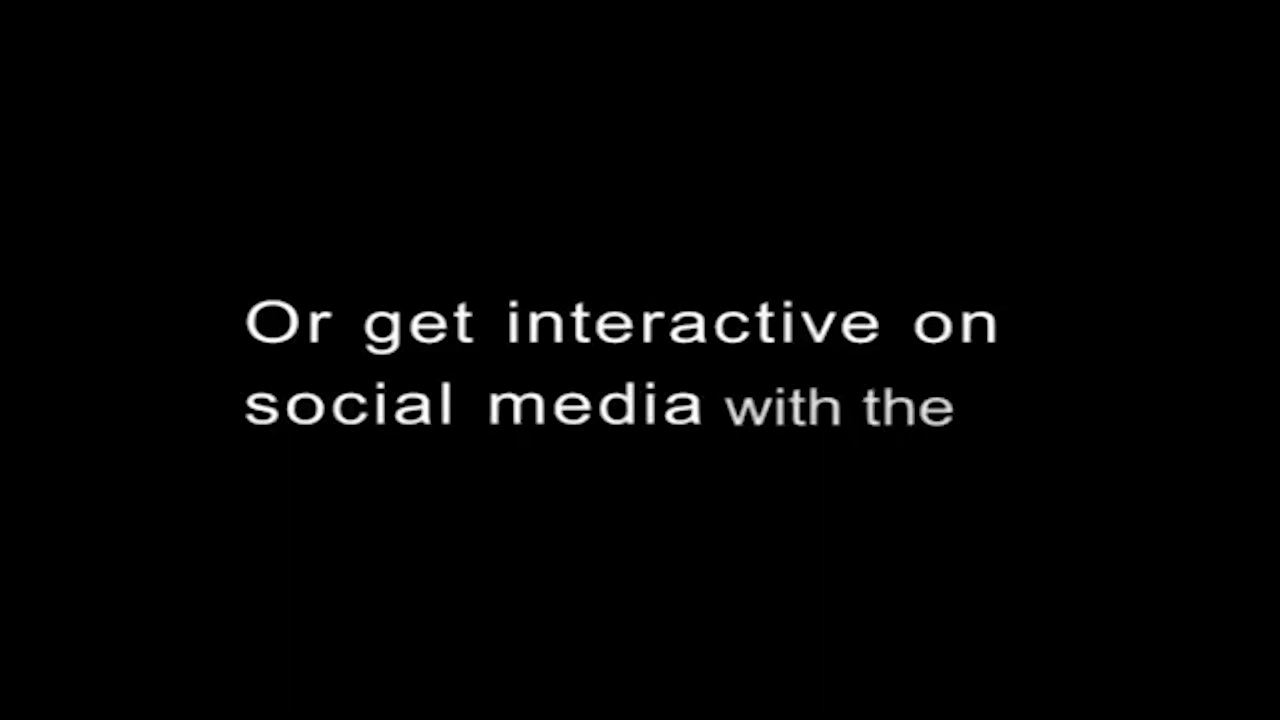 Or get interactive on
social media with the